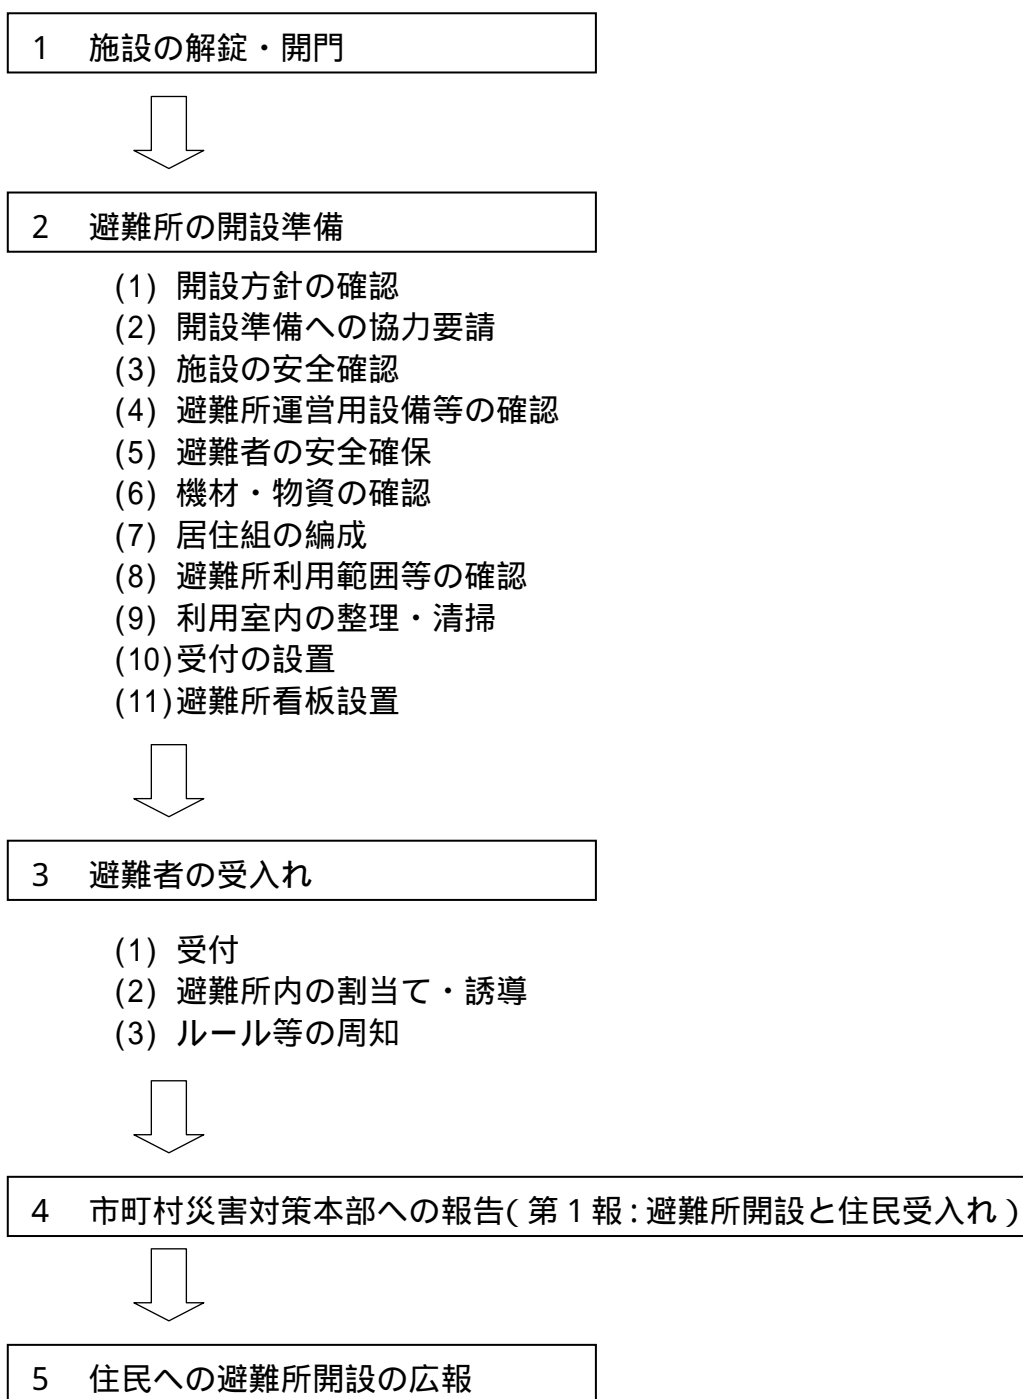 1　施設の解錠・開門
2　避難所の開設準備
(1) 開設方針の確認
(2) 開設準備への協力要請
(3) 施設の安全確認
(4) 避難所運営用設備等の確認
(5) 避難者の安全確保
(6) 機材・物資の確認
(7) 居住組の編成
(8) 避難所利用範囲等の確認
(9) 利用室内の整理・清掃
(10)受付の設置
(11)避難所看板設置
3　避難者の受入れ
(1) 受付
(2) 避難所内の割当て・誘導
(3) ルール等の周知
4　市町村災害対策本部への報告(第1報:避難所開設と住民受入れ)
5　住民への避難所開設の広報